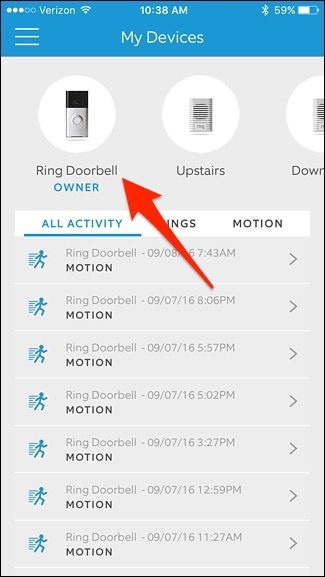 Verizon 10:38 AM 59%
My Devices
Ring Doorbell Upstairs Down
OWNER
ring
ALL ACTIVITY INGS MOTION
Ring Doorbell - 09/08/16 7:43AM
MOTION
Ring Doorbell - 09/07/16 8:06PM
MOTION
Ring Doorbell - 09/07/16 5:57PM
MOTION
Ring Doorbell - 09/07/16 5:02PM
MOTION
Ring Doorbell - 09/07/16 3:27PM
MOTION
Ring Doorbell - 09/07/16 12:59PM
MOTION
Ring Doorbell - 09/07/16 11:27AM
MOTION